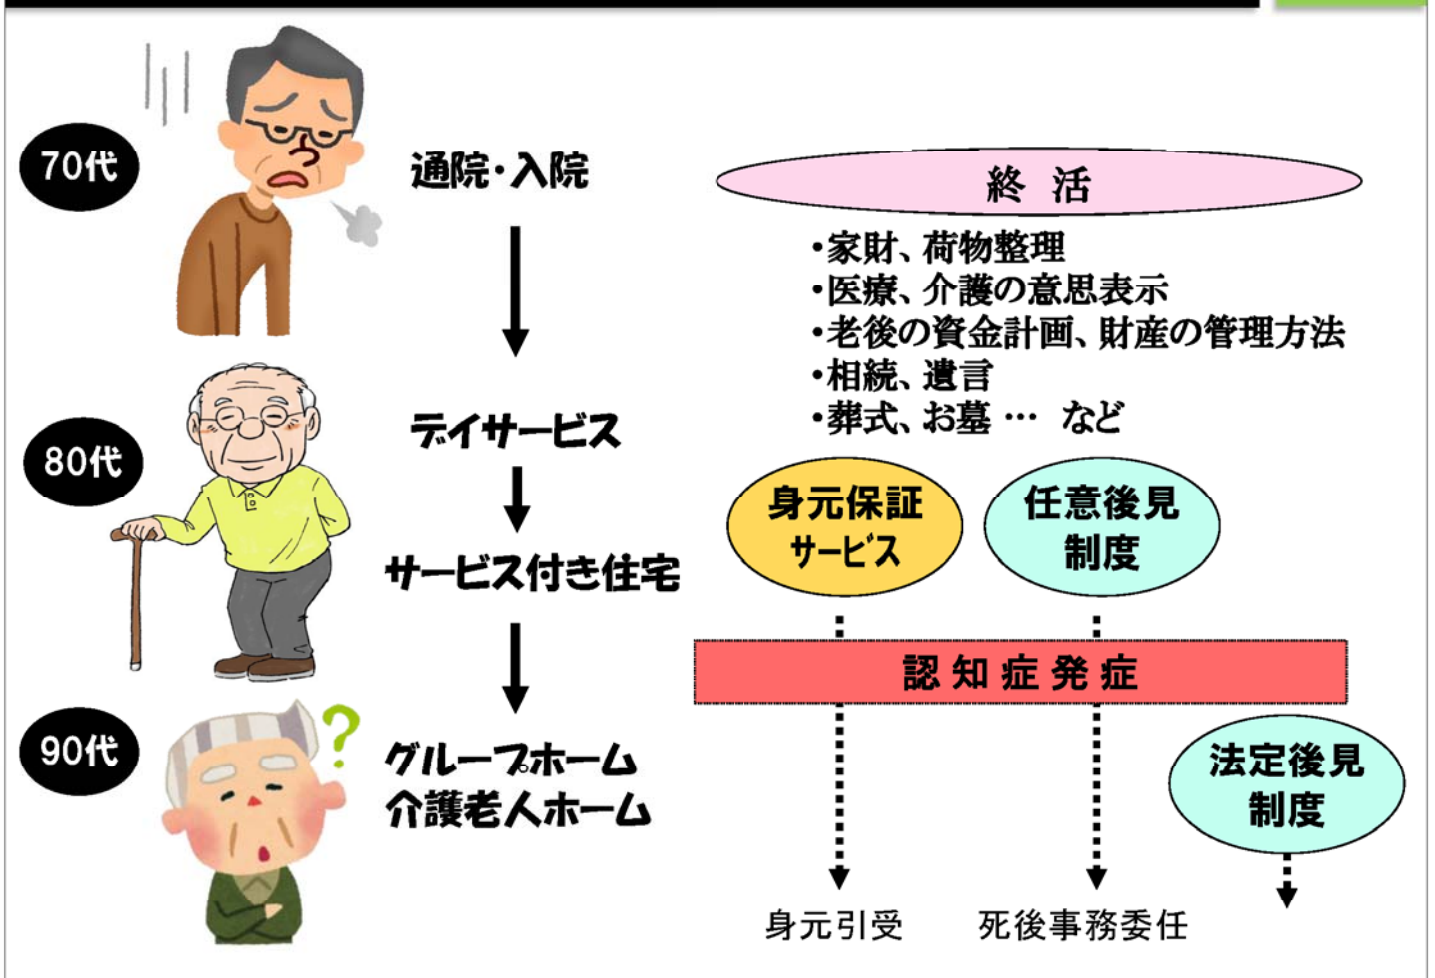 70代
通院・入院
終 活
・家財、荷物整理
・医療、介護の意思表示
・老後の資金計画、財産の管理方法
・相続、遺言
・葬式、お墓 … など
80代
デイサービス
サービス付き住宅
身元保証
サービス
任意後見
制度
認知症発症
90代
?
グループホーム
介護老人ホーム
法定後見
制度
身元引受
死後事務委任